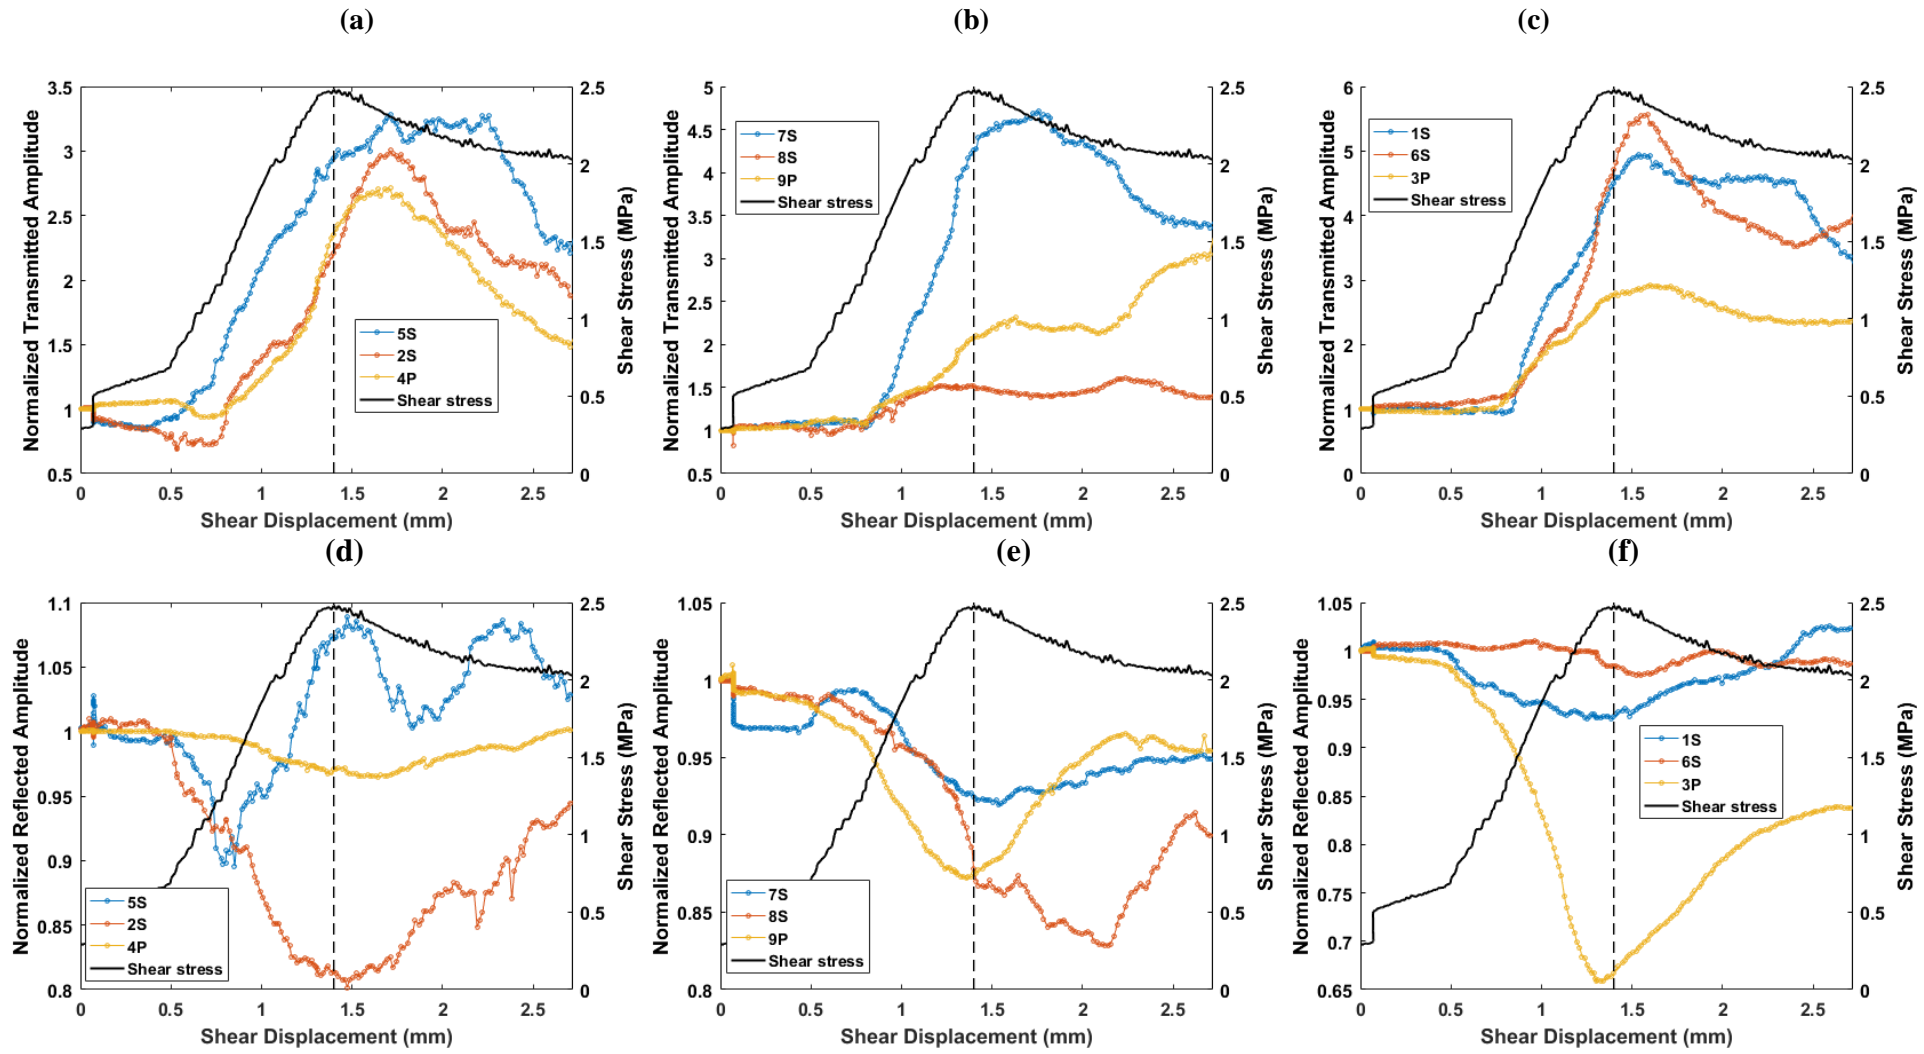 (a) (b) (c)
Normalized Transmitted Amplitude
3.5
3
2.5
2
1.5
1
0.5
0 0.5 1 1.5 2 2.5
Shear Displacement (mm)
2.5
2
1.5
1
0.5
0
Shear Stress (MPa)
5S
2S
4P
Shear stress
Normalized Transmitted Amplitude
5
4.5
4
3.5
3
2.5
2
1.5
1
0.5
0 0.5 1 1.5 2 2.5
Shear Displacement (mm)
2.5
2
1.5
1
0.5
0
Shear Stress (MPa)
7S
8S
9P
Shear stress
Normalized Transmitted Amplitude
6
5
4
3
2
1
0
0 0.5 1 1.5 2 2.5
Shear Displacement (mm)
2.5
2
1.5
1
0.5
0
Shear Stress (MPa)
1S
6S
3P
Shear stress
(d) (e) (f)
Normalized Reflected Amplitude
1.1
1.05
1
0.95
0.9
0.85
0.8
0 0.5 1 1.5 2 2.5
Shear Displacement (mm)
2.5
2
1.5
1
0.5
0
Shear Stress (MPa)
5S
2S
4P
Shear stress
Normalized Reflected Amplitude
1.05
1
0.95
0.9
0.85
0.8
0 0.5 1 1.5 2 2.5
Shear Displacement (mm)
2.5
2
1.5
1
0.5
0
Shear Stress (MPa)
7S
8S
9P
Shear stress
Normalized Reflected Amplitude
1.05
1
0.95
0.9
0.85
0.8
0.75
0.7
0.65
0 0.5 1 1.5 2 2.5
Shear Displacement (mm)
2.5
2
1.5
1
0.5
0
Shear Stress (MPa)
1S
6S
3P
Shear stress